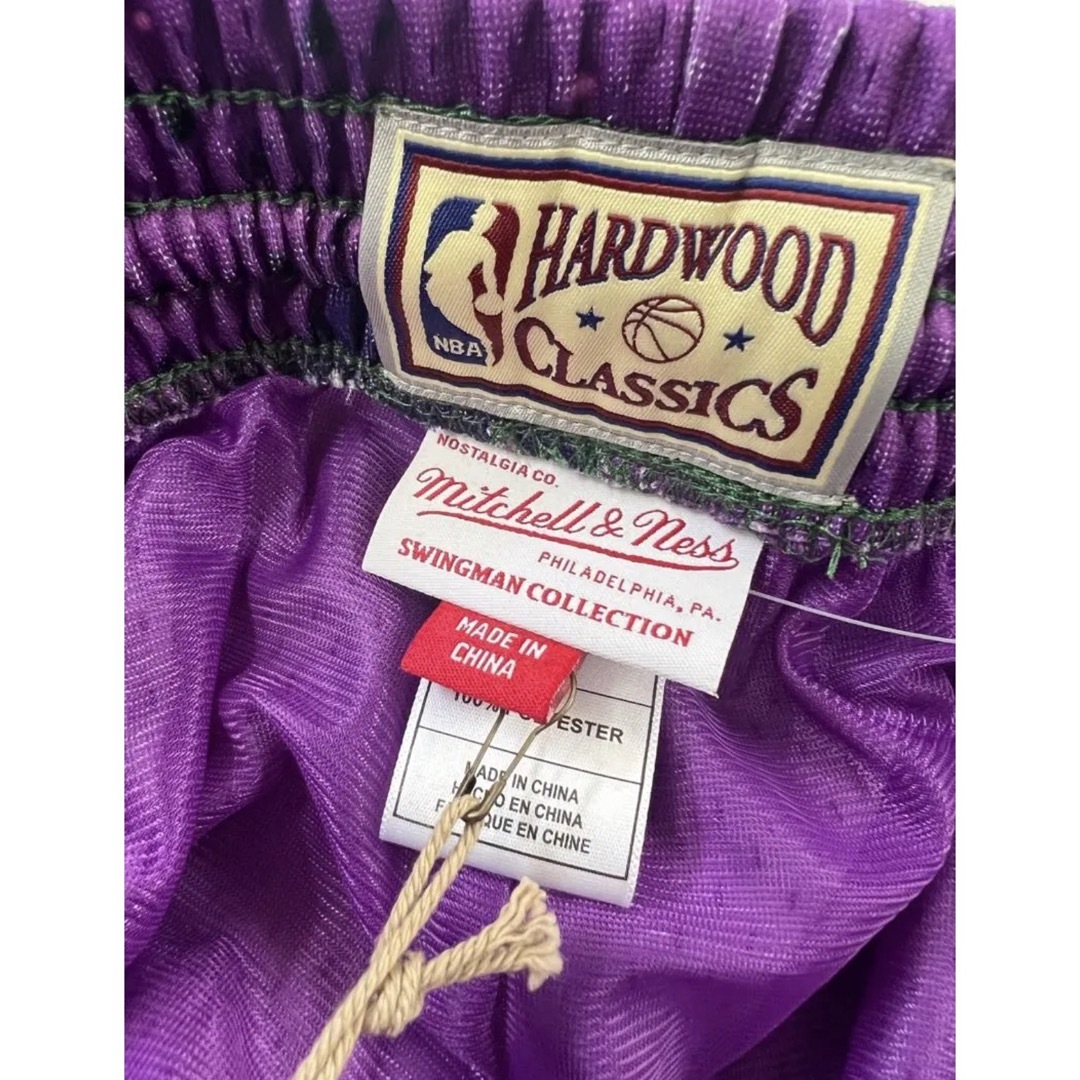 HARDWOOD
CLASSICS
NBA
NOSTALGIA CO.
Mitchell & Ness
PHILADELPHIA, PA.
SWINGMAN COLLECTION
MADE IN
CHINA
100%
MADE IN CHINA
EN CHINA
EN CHINE